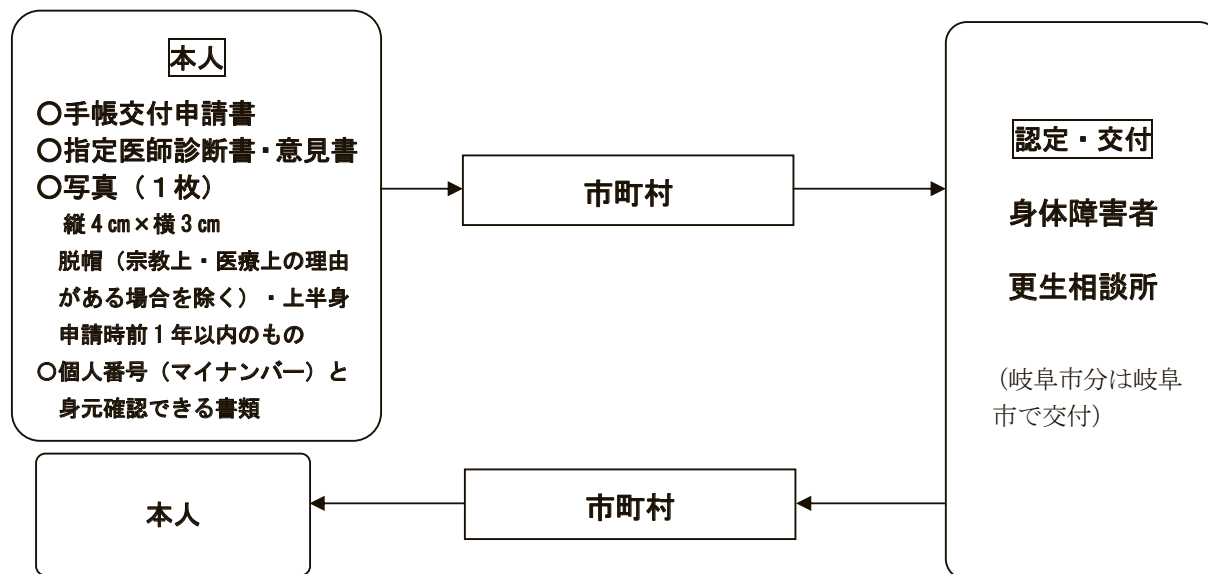 本人
○手帳交付申請書
○指定医師診断書・意見書
○写真（１枚）
縦４㎝×横３㎝
脱帽（宗教上・医療上の理由
がある場合を除く）・上半身
申請時前１年以内のもの
○個人番号（マイナンバー）と
身元確認できる書類
市町村
認定・交付
身体障害者
更生相談所
（岐阜市分は岐阜
市で交付）
市町村
本人